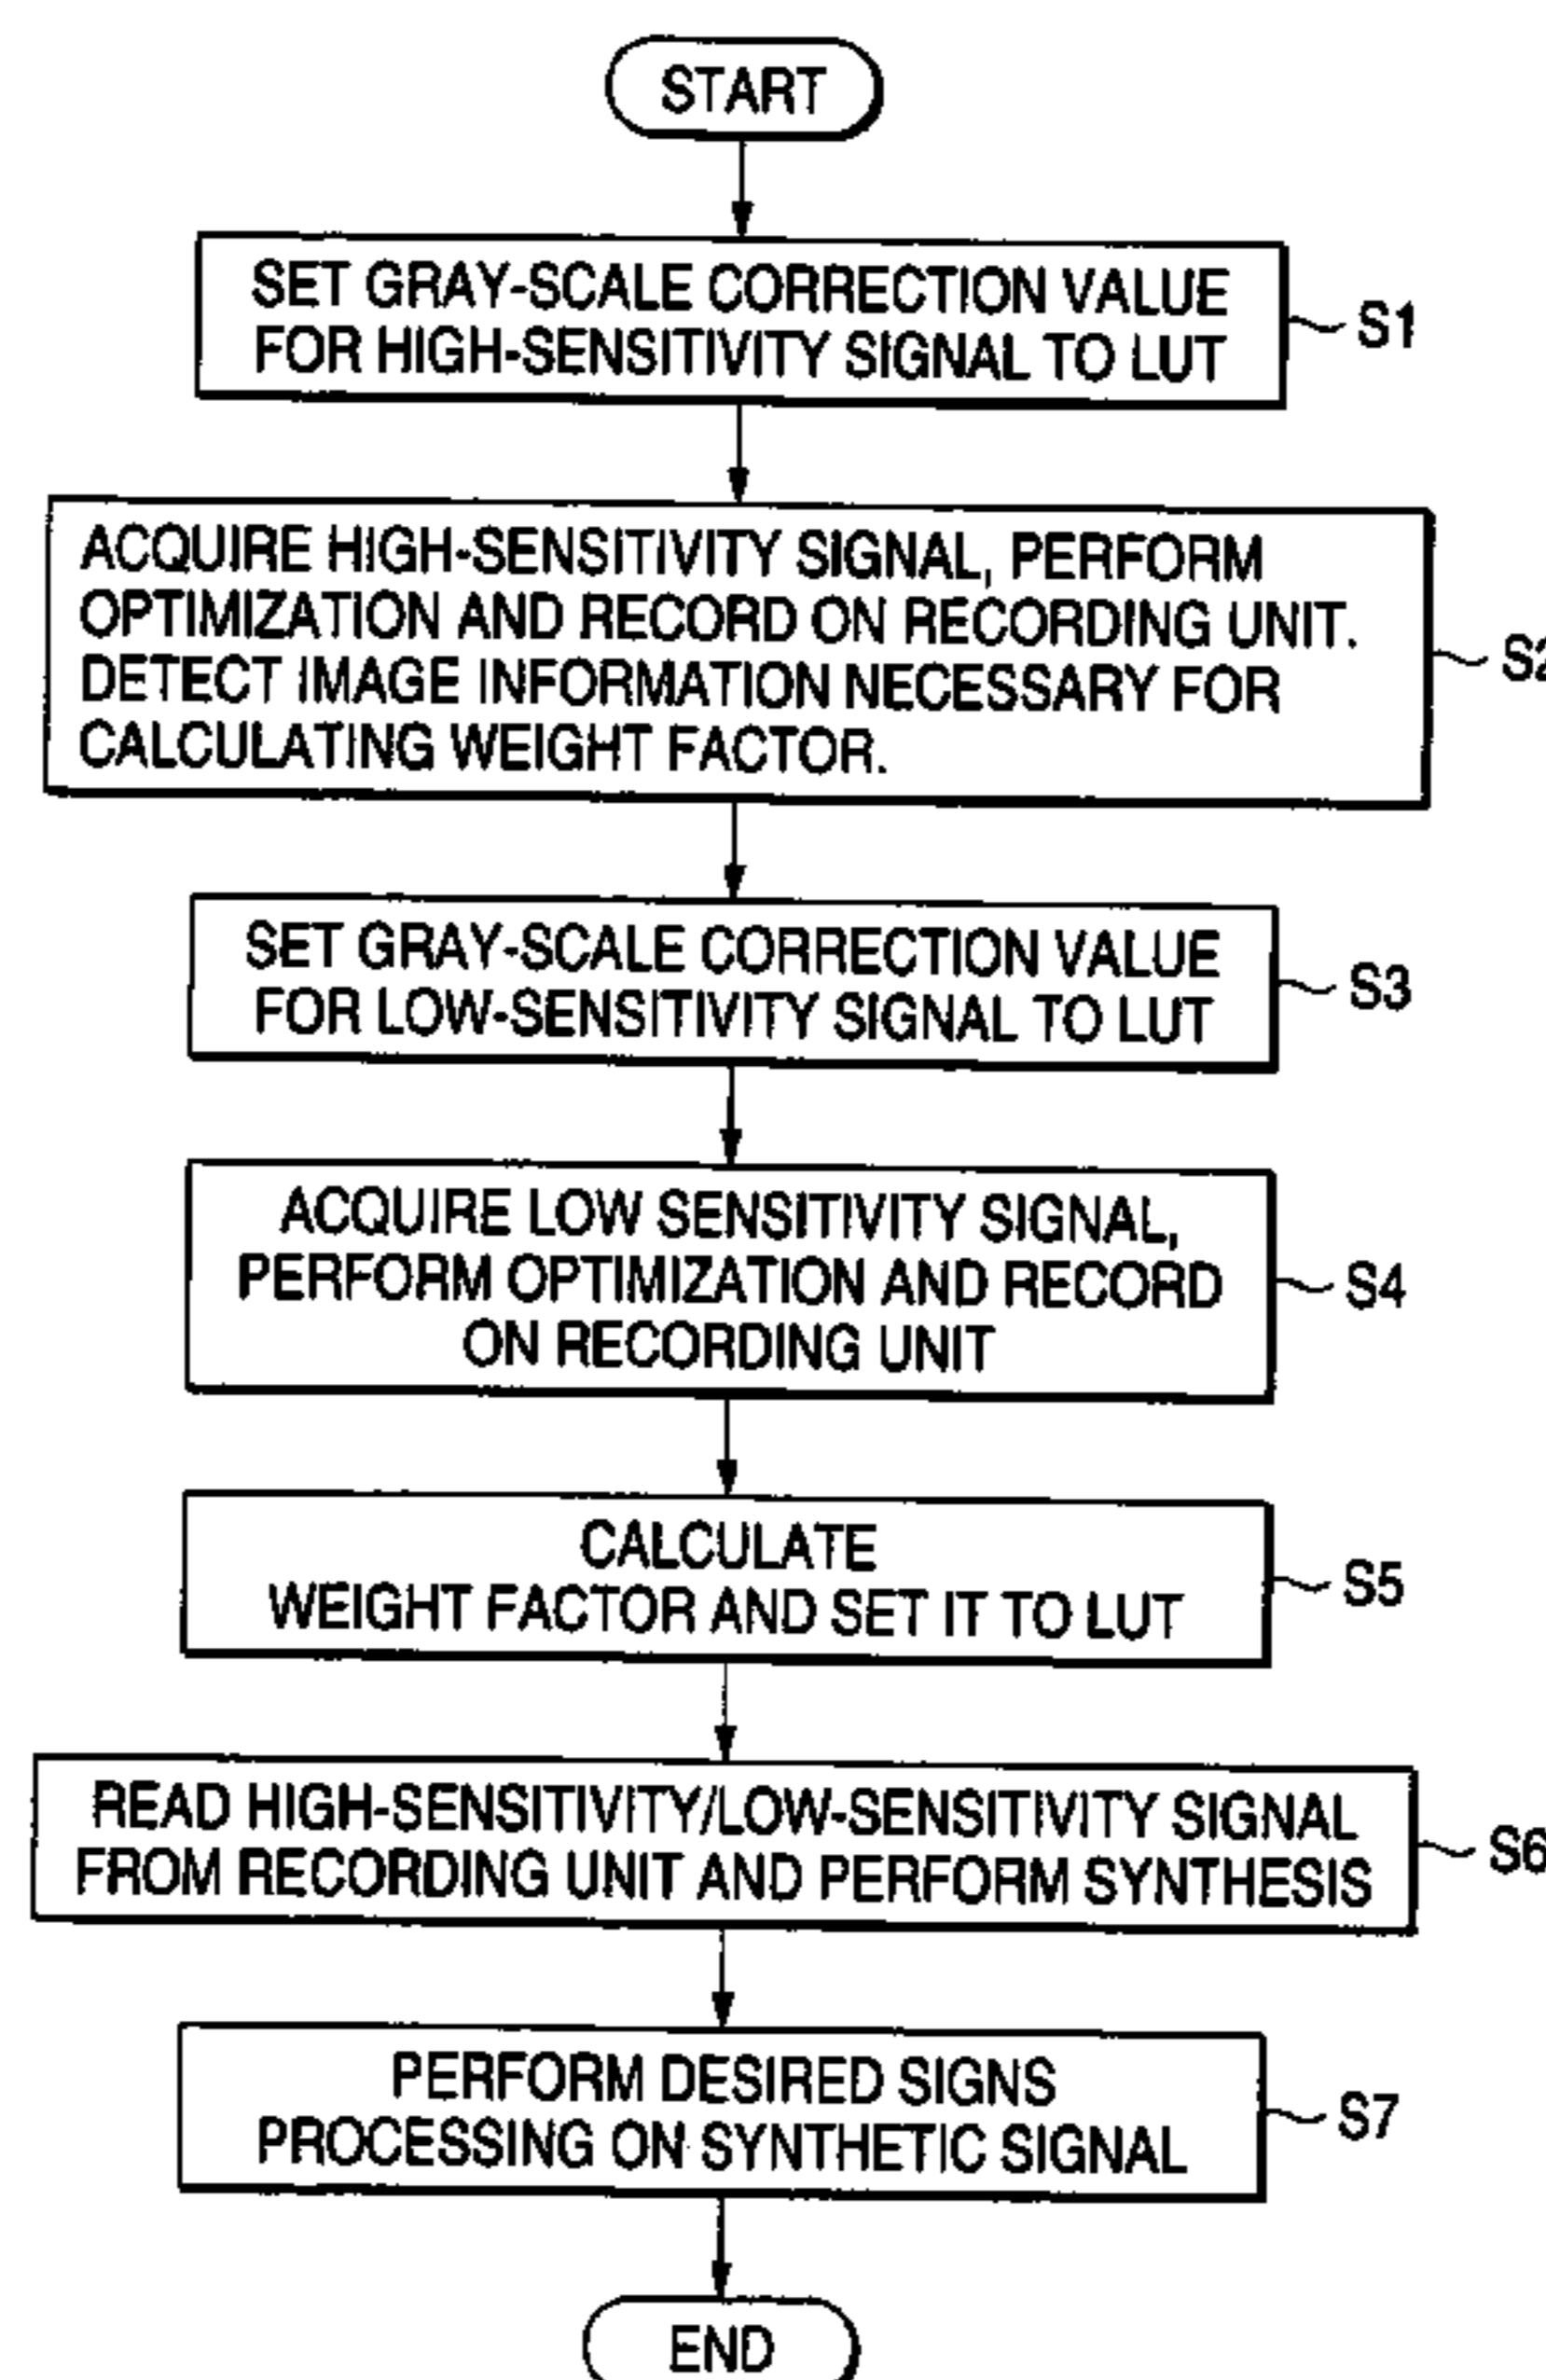 START
SET GRAY-SCALE CORRECTION VALUE
FOR HIGH-SENSITIVITY SIGNAL TO LUT
S1
ACQUIRE HIGH-SENSITIVITY SIGNAL, PERFORM
OPTIMIZATION AND RECORD ON RECORDING UNIT.
DETECT IMAGE INFORMATION NECESSARY FOR
CALCULATING WEIGHT FACTOR.
S2
SET GRAY-SCALE CORRECTION VALUE
FOR LOW-SENSITIVITY SIGNAL TO LUT
S3
ACQUIRE LOW SENSITIVITY SIGNAL,
PERFORM OPTIMIZATION AND RECORD
ON RECORDING UNIT
S4
CALCULATE
WEIGHT FACTOR AND SET IT TO LUT
S5
READ HIGH-SENSITIVITY/LOW-SENSITIVITY SIGNAL
FROM RECORDING UNIT AND PERFORM SYNTHESIS
S6
PERFORM DESIRED SIGNS
PROCESSING ON SYNTHETIC SIGNAL
S7
END